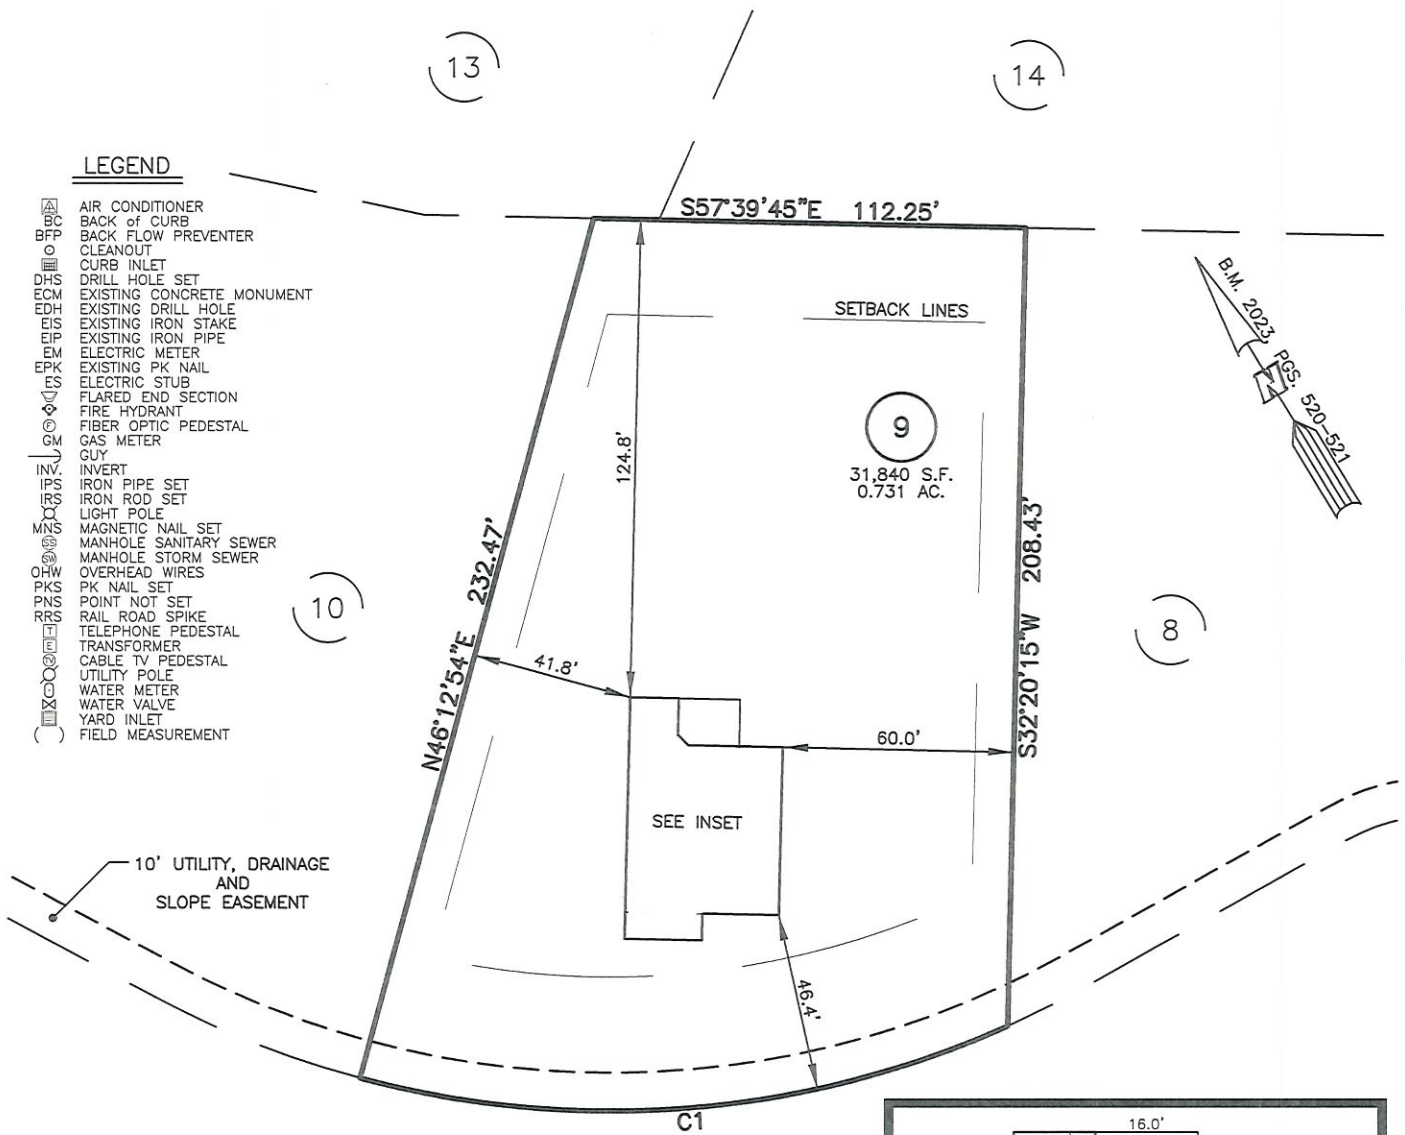 13
14
LEGEND
AIR CONDITIONER
BC BACK of CURB
BFP BACK FLOW PREVENTER
CLEANOUT
CURB INLET
DHS DRILL HOLE SET
ECM EXISTING CONCRETE MONUMENT
EDH EXISTING DRILL HOLE
EIS EXISTING IRON STAKE
EIP EXISTING IRON PIPE
EM ELECTRIC METER
EPK EXISTING PK NAIL
ES ELECTRIC STUB
FLARED END SECTION
FIRE HYDRANT
F FIBER OPTIC PEDESTAL
GM GAS METER
GUY
INV. INVERT
IPS IRON PIPE SET
IRS IRON ROD SET
LIGHT POLE
MNS MAGNETIC NAIL SET
SS MANHOLE SANITARY SEWER
SW MANHOLE STORM SEWER
OHW OVERHEAD WIRES
PKS PK NAIL SET
PNS POINT NOT SET
RRS RAIL ROAD SPIKE
T TELEPHONE PEDESTAL
E TRANSFORMER
TV CABLE TV PEDESTAL
UTILITY POLE
WATER METER
WATER VALVE
YARD INLET
( ) FIELD MEASUREMENT
S57°39'45"E 112.25'
SETBACK LINES
B.M. 2023, PGS. 520-521
9
31,840 S.F.
0.731 AC.
124.8'
N46°12'54"E 232.47'
S32°20'15"W 208.43'
10
8
41.8'
60.0'
SEE INSET
10' UTILITY, DRAINAGE
AND
SLOPE EASEMENT
46.4'
C1
16.0'